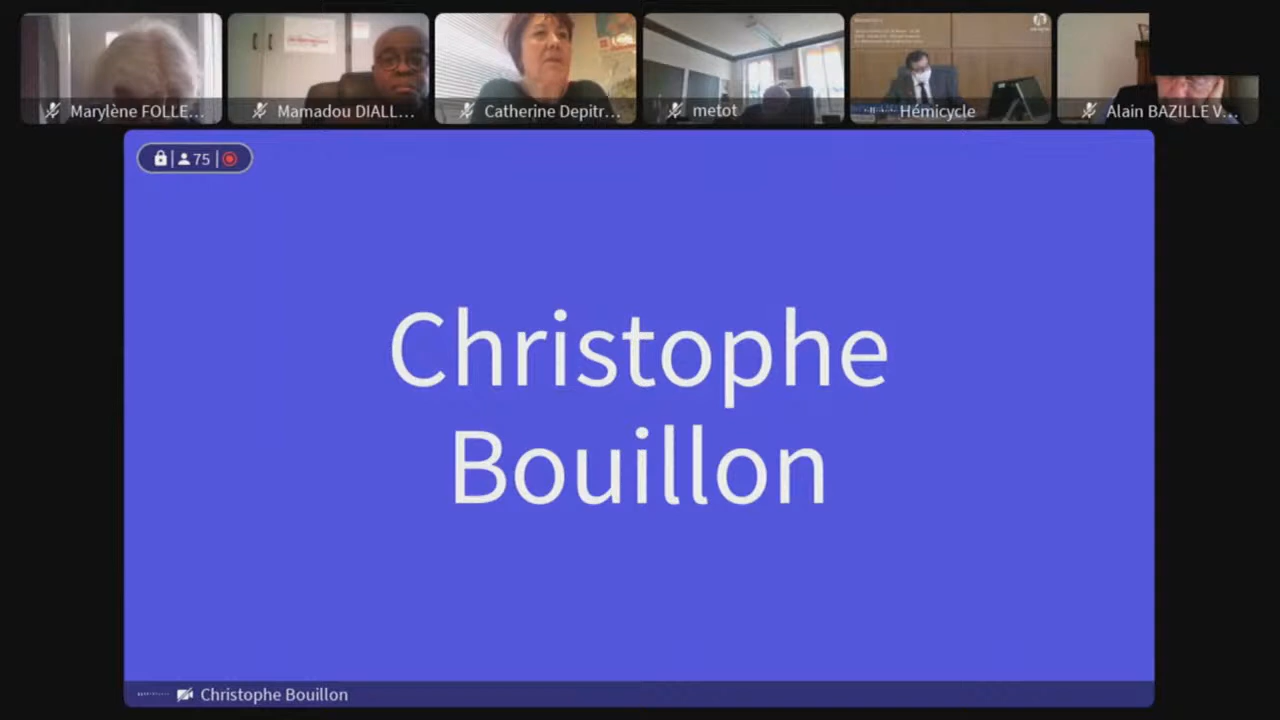 Marylène FOLLE...
Mamadou DIALL...
Catherine Depitr...
metot
Hémicycle
Alain BAZILLE V...
75
Christophe
Bouillon
Christophe Bouillon